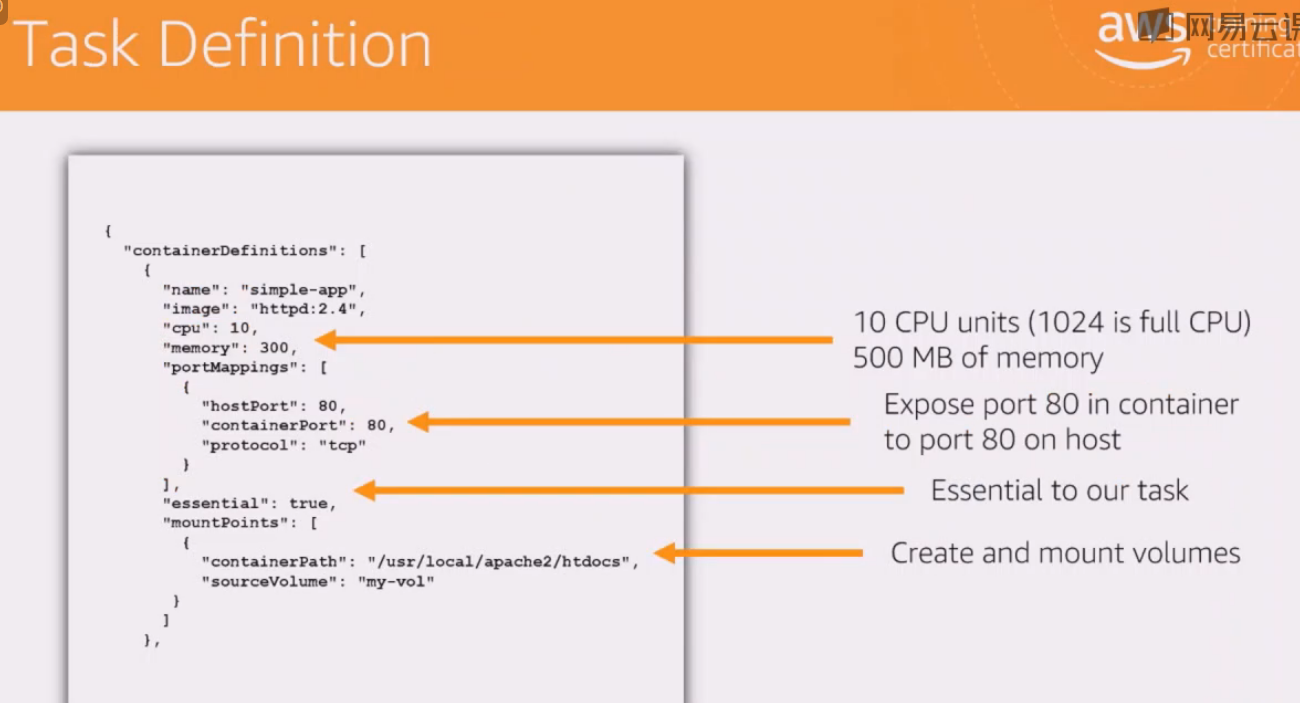 Task Definition
aws
网易云课
certificat
{
"containerDefinitions": [
{
"name": "simple-app",
"image": "httpd:2.4",
"cpu": 10,
"memory": 300,
"portMappings": [
{
"hostPort": 80,
"containerPort": 80,
"protocol": "tcp"
}
],
"essential": true,
"mountPoints": [
{
"containerPath": "/usr/local/apache2/htdocs",
"sourceVolume": "my-vol"
}
]
},
10 CPU units (1024 is full CPU)
500 MB of memory
Expose port 80 in container
to port 80 on host
Essential to our task
Create and mount volumes